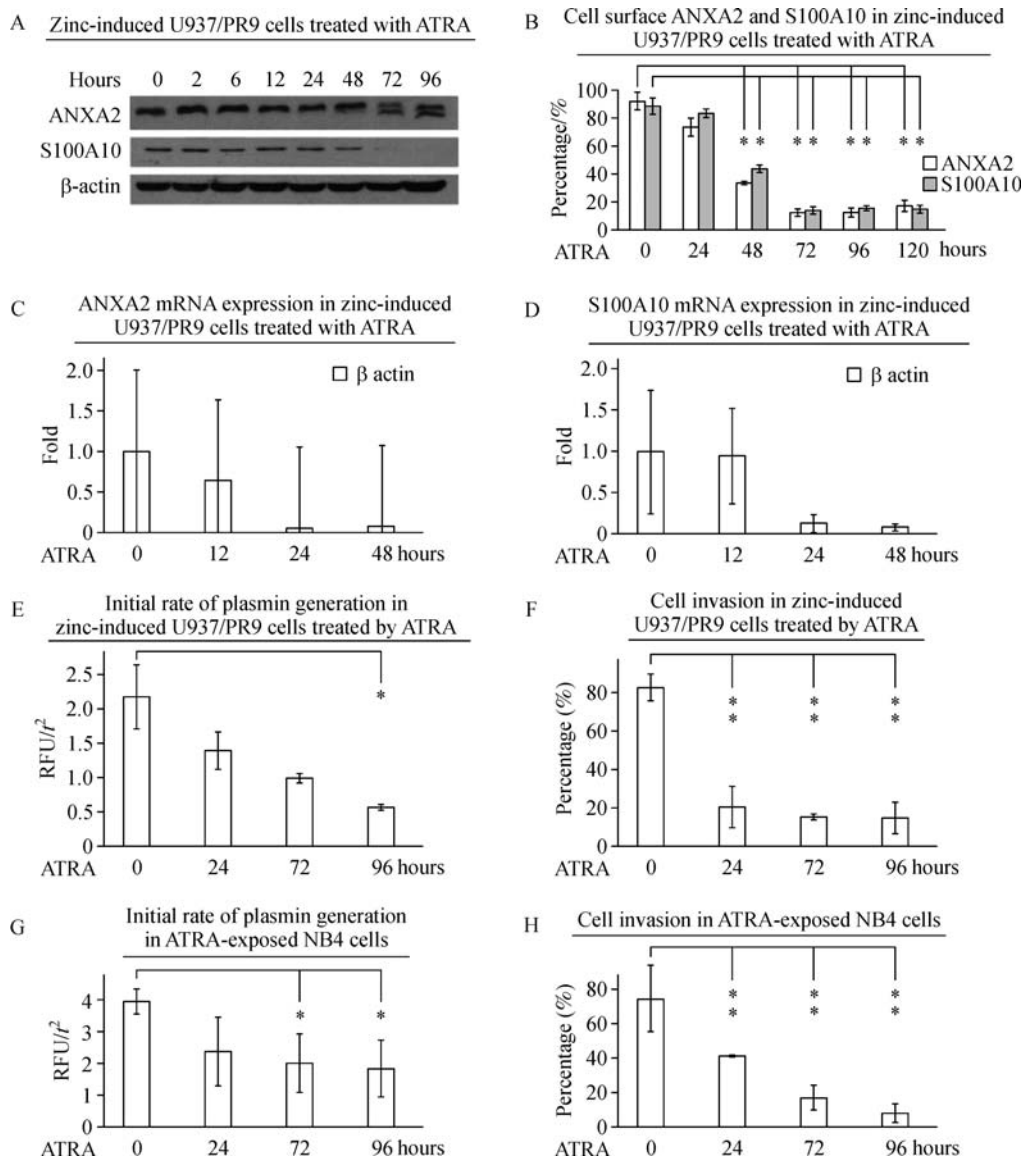 A
Zinc-induced U937/PR9 cells treated with ATRA
Hours 0 2 6 12 24 48 72 96
ANXA2
S100A10
β-actin
B
Cell surface ANXA2 and S100A10 in zinc-induced
U937/PR9 cells treated with ATRA
Percentage/%
100
80
60
40
20
0
* * * * * * * *
ANXA2
S100A10
ATRA 0 24 48 72 96 120 hours
C
ANXA2 mRNA expression in zinc-induced
U937/PR9 cells treated with ATRA
Fold
2.0
1.5
1.0
0.5
0
β actin
ATRA 0 12 24 48 hours
D
S100A10 mRNA expression in zinc-induced
U937/PR9 cells treated with ATRA
Fold
2.0
1.5
1.0
0.5
0
β actin
ATRA 0 12 24 48 hours
E
Initial rate of plasmin generation in
zinc-induced U937/PR9 cells treated by ATRA
RFU/t²
2.5
2.0
1.5
1.0
0.5
0
*
ATRA 0 24 72 96 hours
F
Cell invasion in zinc-induced
U937/PR9 cells treated by ATRA
Percentage (%)
80
60
40
20
0
* * *
* * *
ATRA 0 24 72 96 hours
G
Initial rate of plasmin generation
in ATRA-exposed NB4 cells
RFU/t²
4
3
2
1
0
* *
ATRA 0 24 72 96 hours
H
Cell invasion in ATRA-exposed NB4 cells
Percentage (%)
80
60
40
20
0
* * *
* * *
ATRA 0 24 72 96 hours